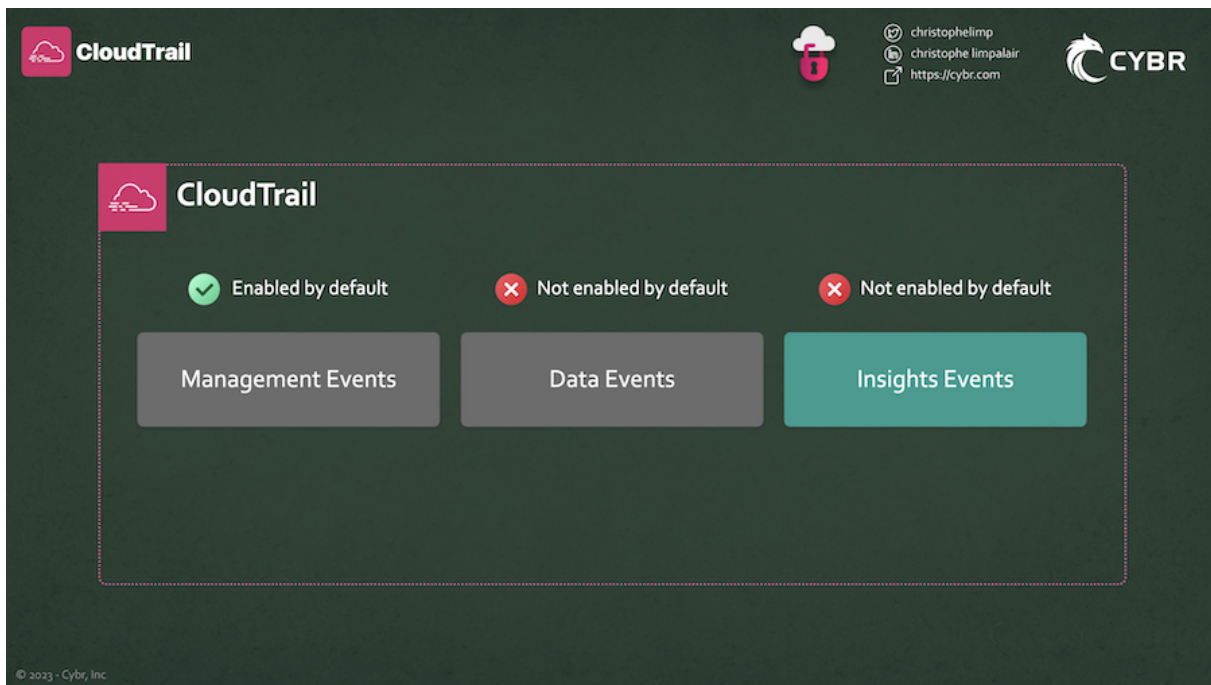 CloudTrail
christophelimp
christophe limpalair
https://cybr.com
CYBR
CloudTrail
Enabled by default
Not enabled by default
Not enabled by default
Management Events
Data Events
Insights Events
© 2023 - Cybr, Inc